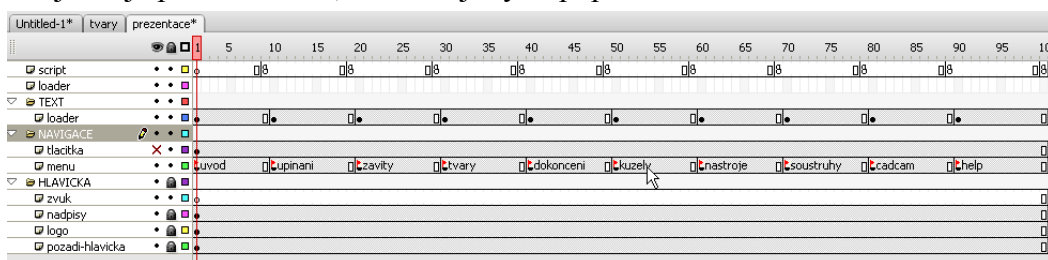 Untitled-1* tvary prezentace*
1 5 10 15 20 25 30 35 40 45 50 55 60 65 70 75 80 85 90 95 10
script
loader
TEXT
loader
NAVIGACE
tlacitka
menu uvod upinani zavity tvary dokonceni kuzely nastroje soustruhy cadcam help
HLAVICKA
zvuk
nadpisy
logo
pozadi-hlavicka